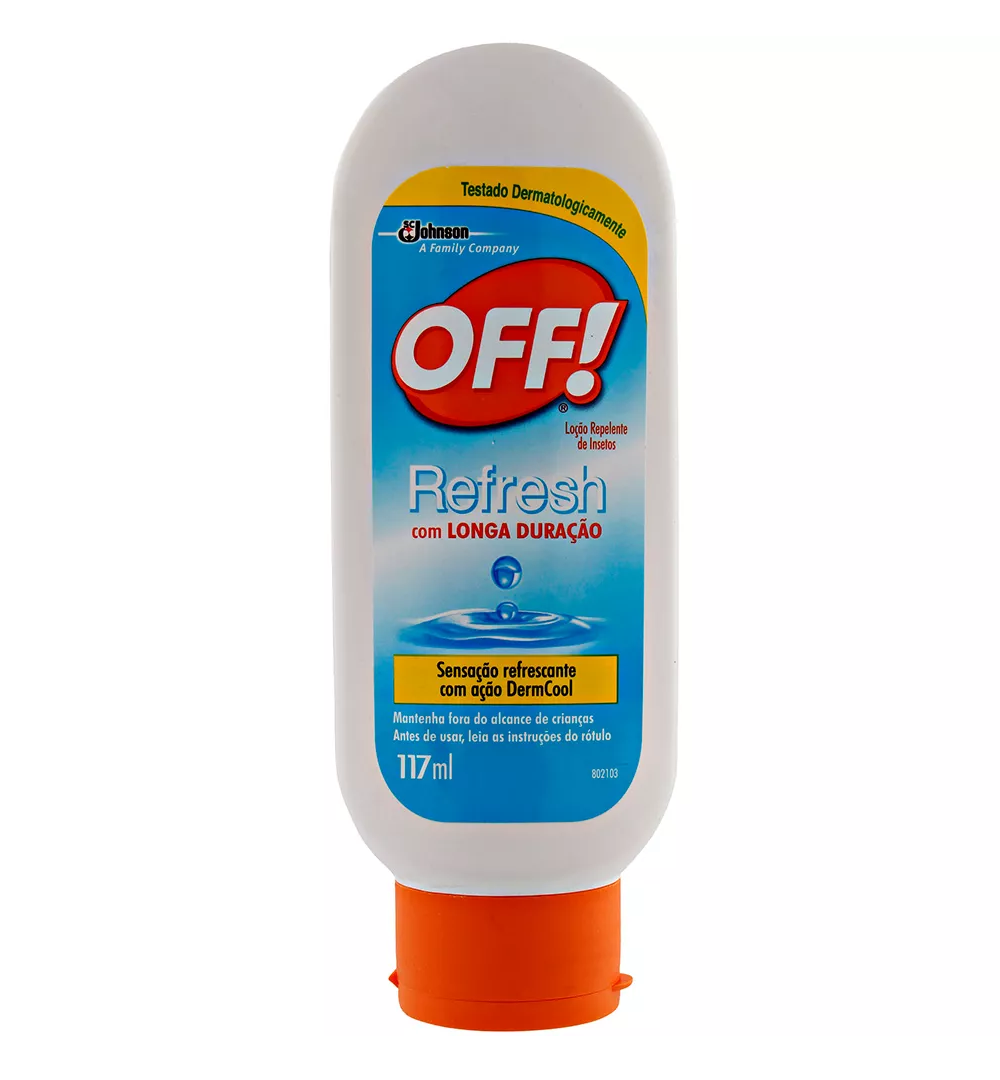 Testado Dermatologicamente
SC Johnson
A Family Company
OFF!
®
Loção Repelente
de Insetos
Refresh
com LONGA DURAÇÃO
Sensação refrescante
com ação DermCool
Mantenha fora do alcance de crianças
Antes de usar, leia as instruções do rótulo
117ml
802103